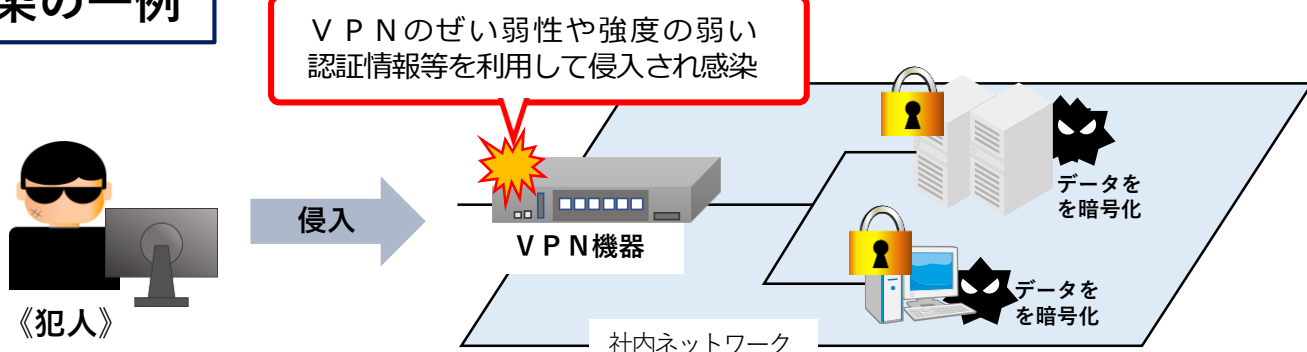 染の一例
ＶＰＮのぜい弱性や強度の弱い
認証情報等を利用して侵入され感染
侵入
ＶＰＮ機器
データを
を暗号化
データを
を暗号化
《犯人》
社内ネットワーク